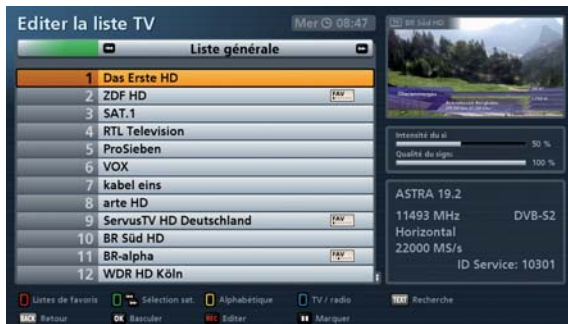 Editer la liste TV
Mer 08:47
BR Süd HD
Liste générale
1 Das Erste HD
2 ZDF HD FAV
3 SAT.1
4 RTL Television
5 ProSieben
6 VOX
7 kabel eins
8 arte HD
9 ServusTV HD Deutschland FAV
10 BR Süd HD
11 BR-alpha FAV
12 WDR HD Köln
Oberammergau
Intensité du si
50 %
Qualité du sign:
100 %
ASTRA 19.2
11493 MHz DVB-S2
Horizontal
22000 MS/s
ID Service: 10301
Listes de favoris Sélection sat. Alphabétique TV / radio TEXT Recherche
BACK Retour OK Basculer REC Editer Marquer